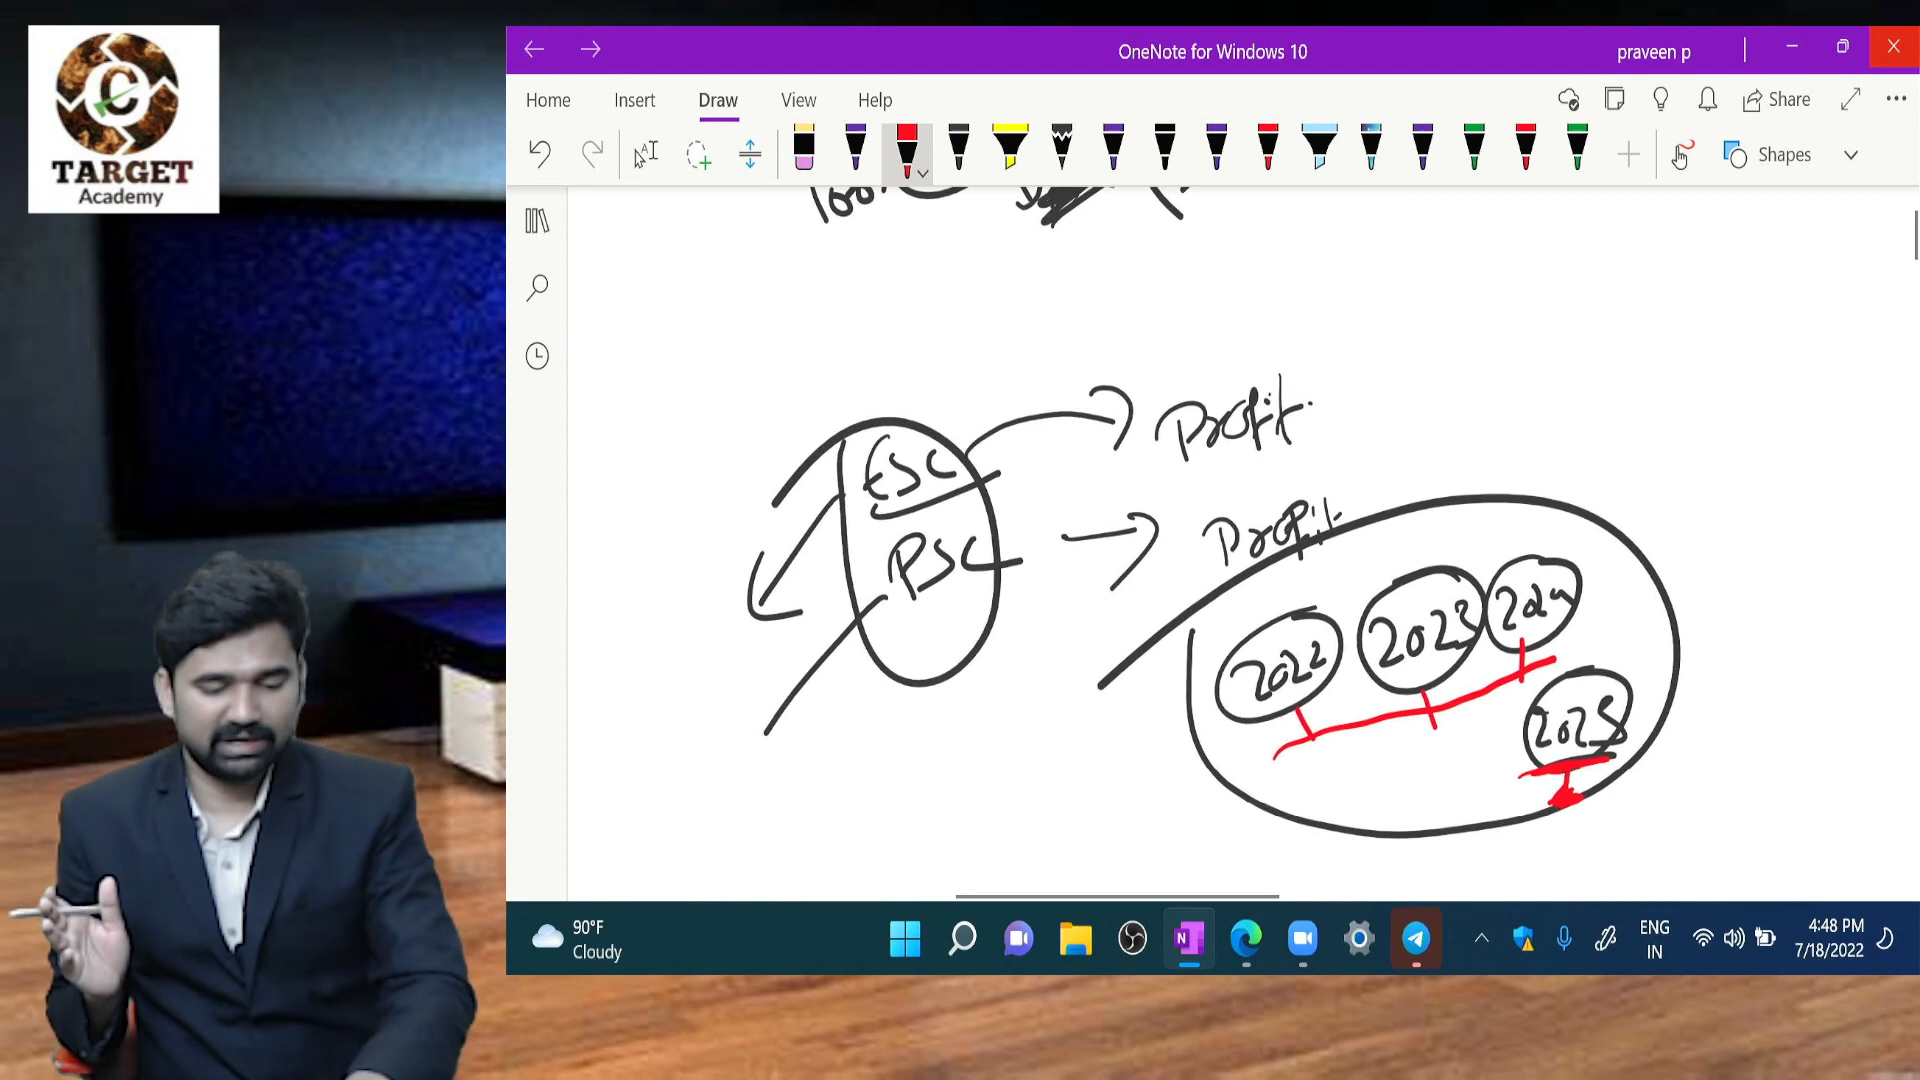 TARGET
Academy
OneNote for Windows 10
praveen p
Home
Insert
Draw
View
Help
Share
Shapes
ESC
Profit.
PSC
Profit
2022
2023
2024
2025
90°F
Cloudy
ENG
IN
4:48 PM
7/18/2022